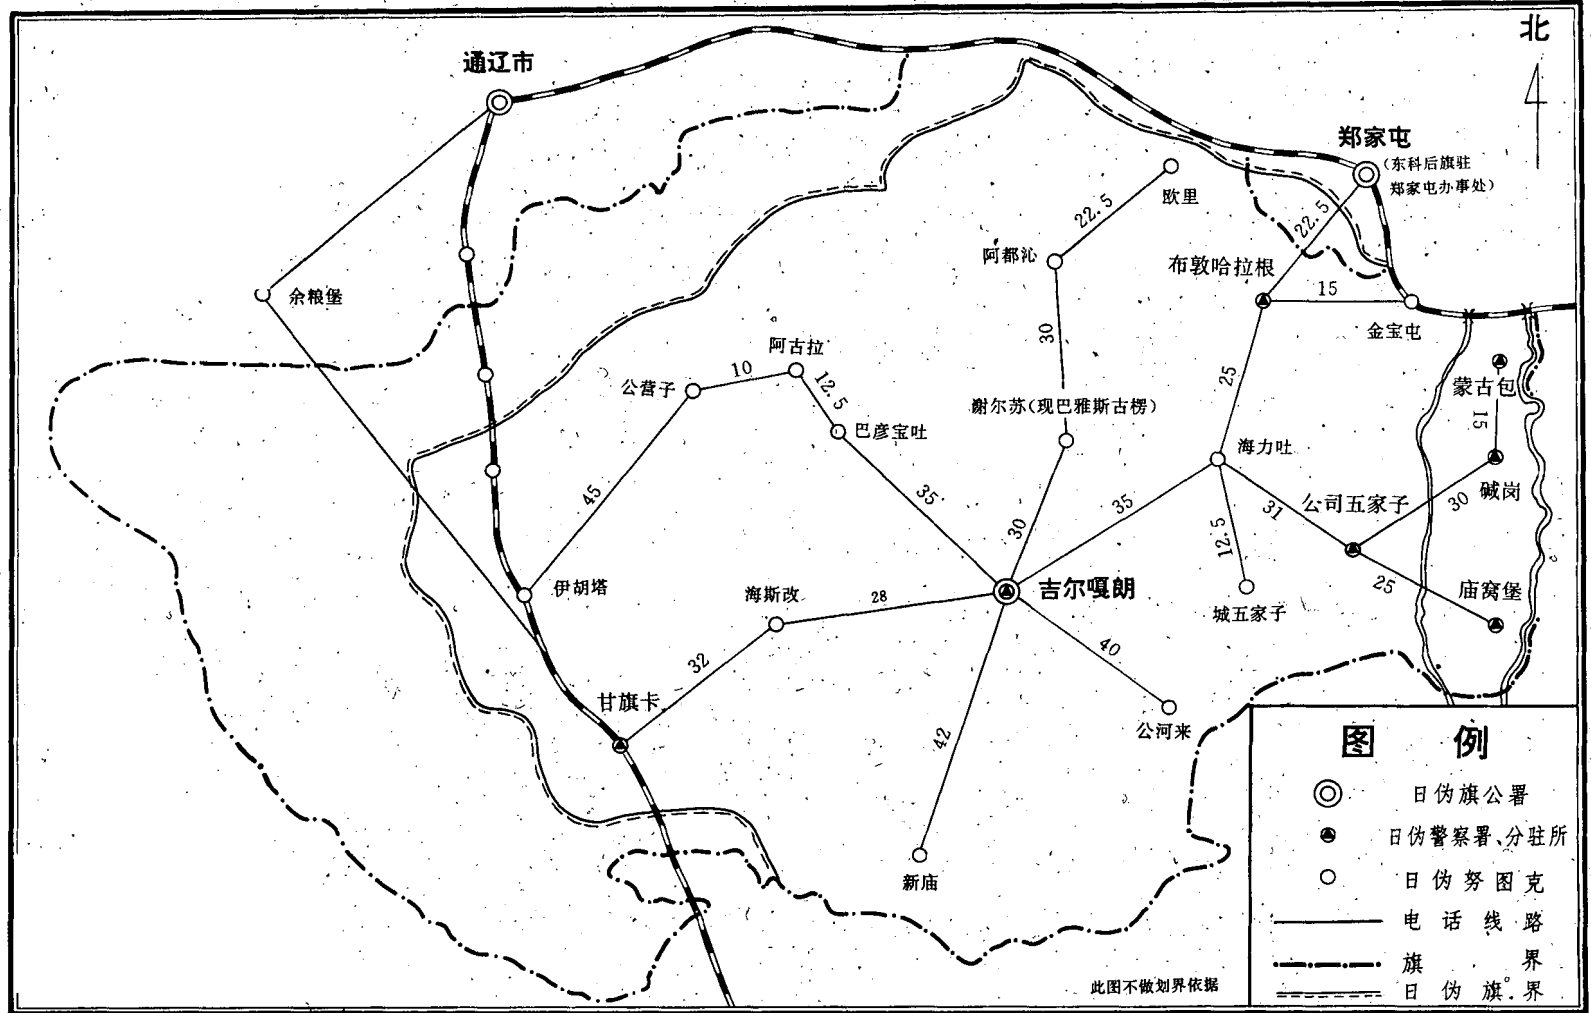 北
通辽市
郑家屯
(东科后旗驻
郑家屯办事处)
欧里
22.5
22.5
阿都沁
布敦哈拉根
余粮堡
15
金宝屯
30
阿古拉
10
12.5
公营子
25
蒙古包
谢尔苏(现巴雅斯古楞)
15
巴彦宝吐
海力吐
45
35
35
31
公司五家子
30
碱岗
30
12.5
伊胡塔
海斯改
28
吉尔嘎朗
25
庙窝堡
城五家子
32
40
甘旗卡
公河来
42
新庙
图例
日伪旗公署
日伪警察署、分驻所
日伪努图克
电话线路
旗界
日伪旗界
此图不做划界依据